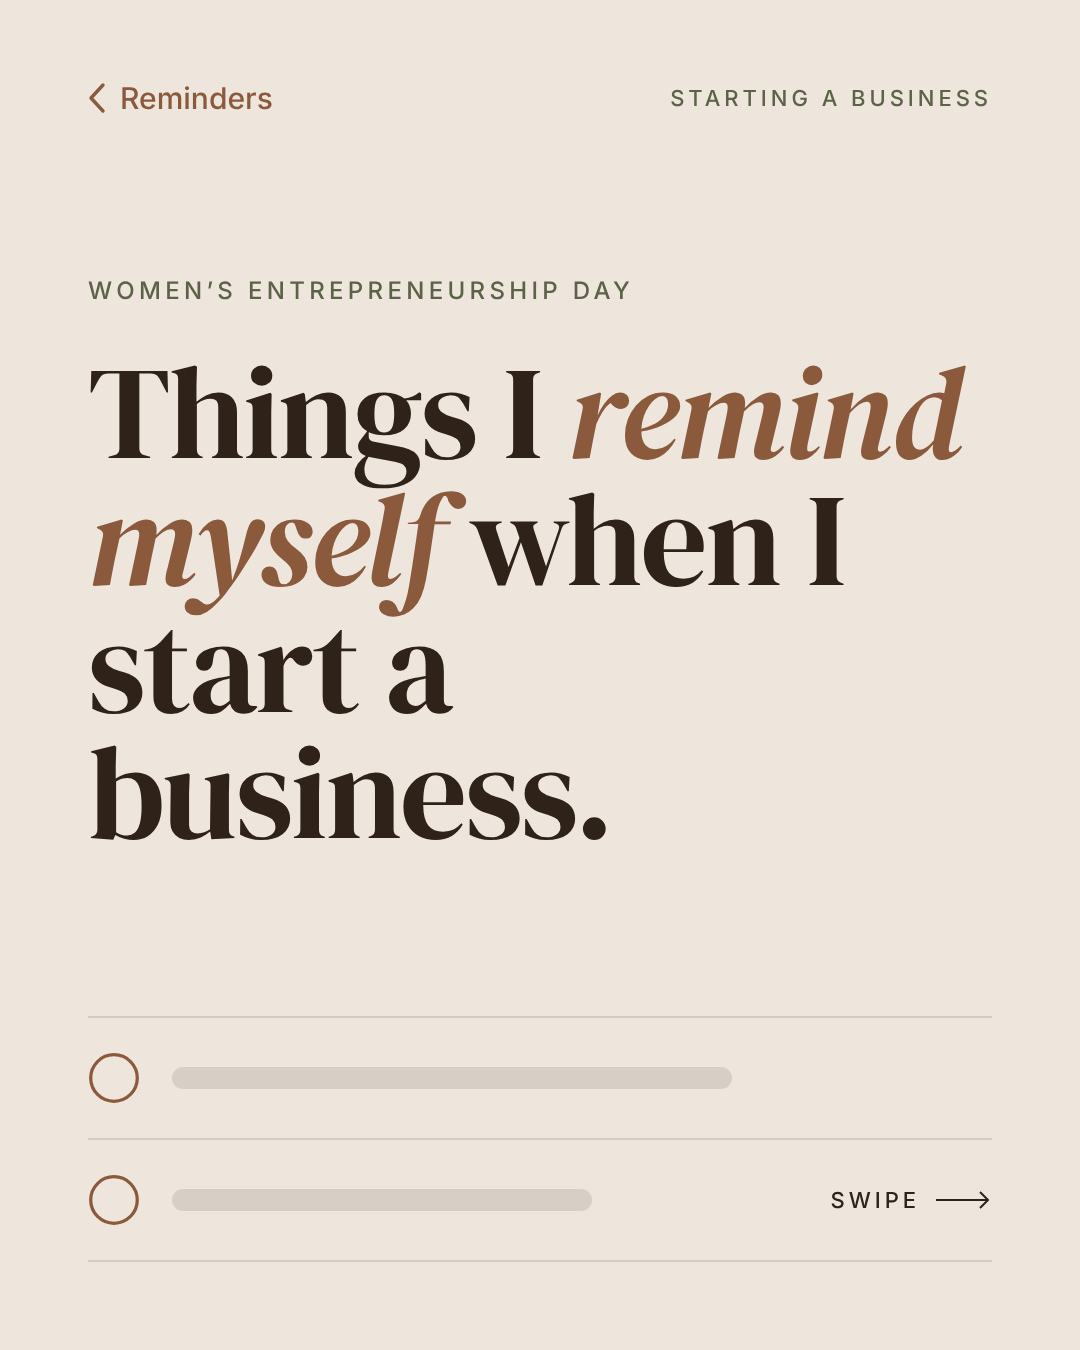 Reminders
STARTING A BUSINESS
WOMEN’S ENTREPRENEURSHIP DAY
Things I remind
myself when I
start a
business.
SWIPE